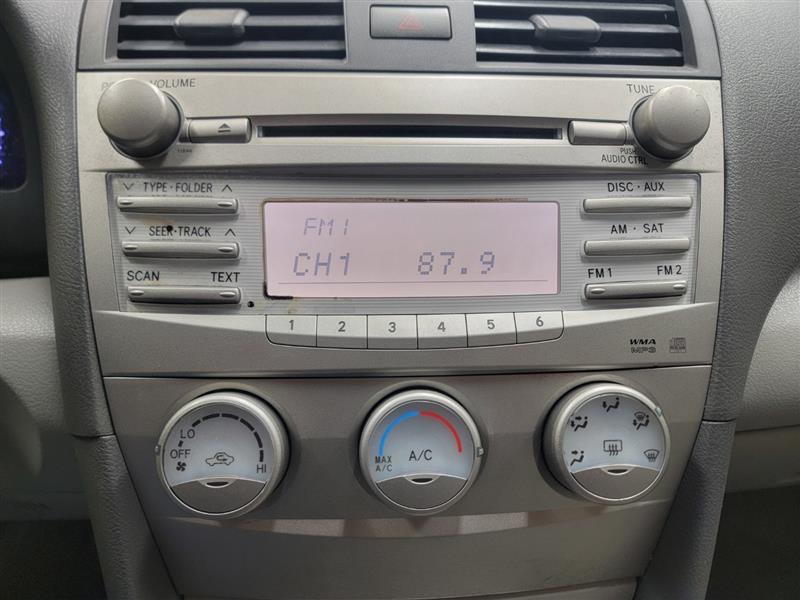 VOLUME
TUNE
PUSH
AUDIO CTRL
TYPE·FOLDER
DISC·AUX
SEEK·TRACK
AM·SAT
SCAN TEXT
FM1 FM2
FM1
CH1 87.9
1 2 3 4 5 6
WMA
MP3
LO
OFF
HI
MAX
A/C
A/C